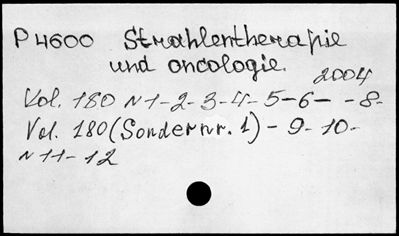 P 4600 Strahlentherapie
und oncologie.
2004
Vol. 180 N 1-2-3-4-5-6- -8-
Vol. 180 (Sondernr. 1) - 9-10-
N 11-12